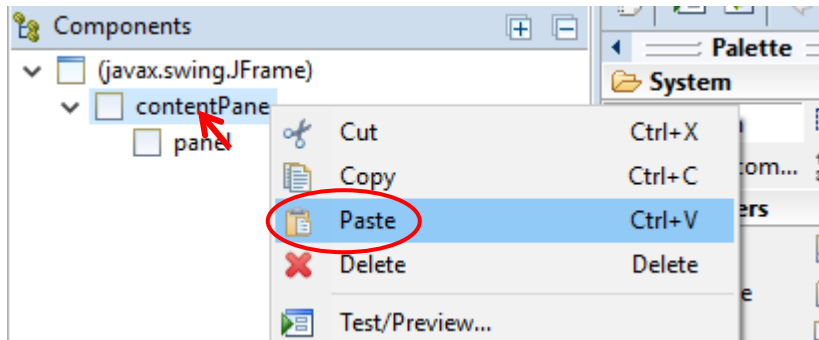 Components
Palette
(javax.swing.JFrame)
System
contentPane
panel
Cut Ctrl+X
Copy Ctrl+C
Paste Ctrl+V
Delete Delete
Test/Preview...